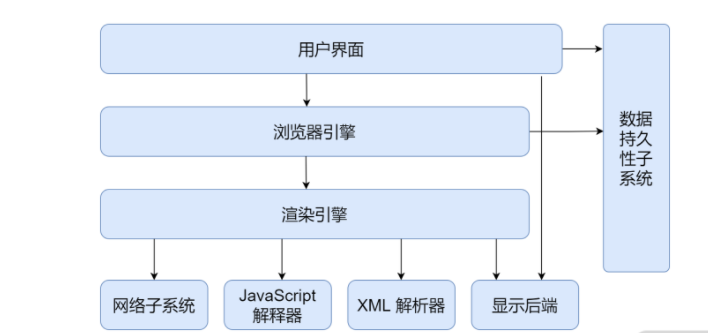 用户界面
浏览器引擎
数据
持久
性子
系统
渲染引擎
网络子系统
JavaScript
解释器
XML 解析器
显示后端